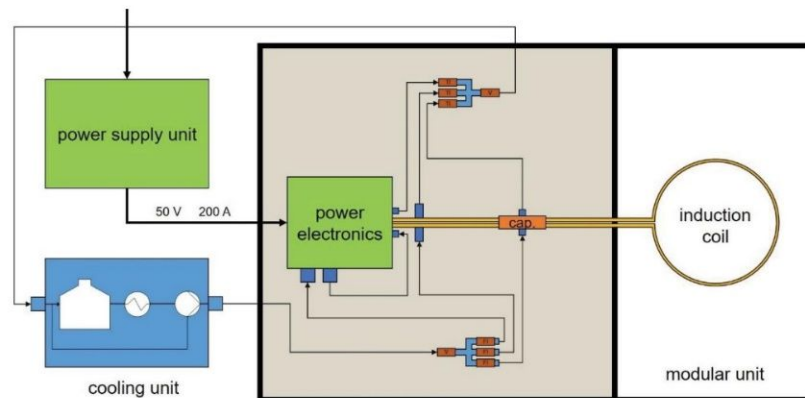 power supply unit
50 V 200 A
power
electronics
cap.
induction
coil
cooling unit
modular unit
V
V